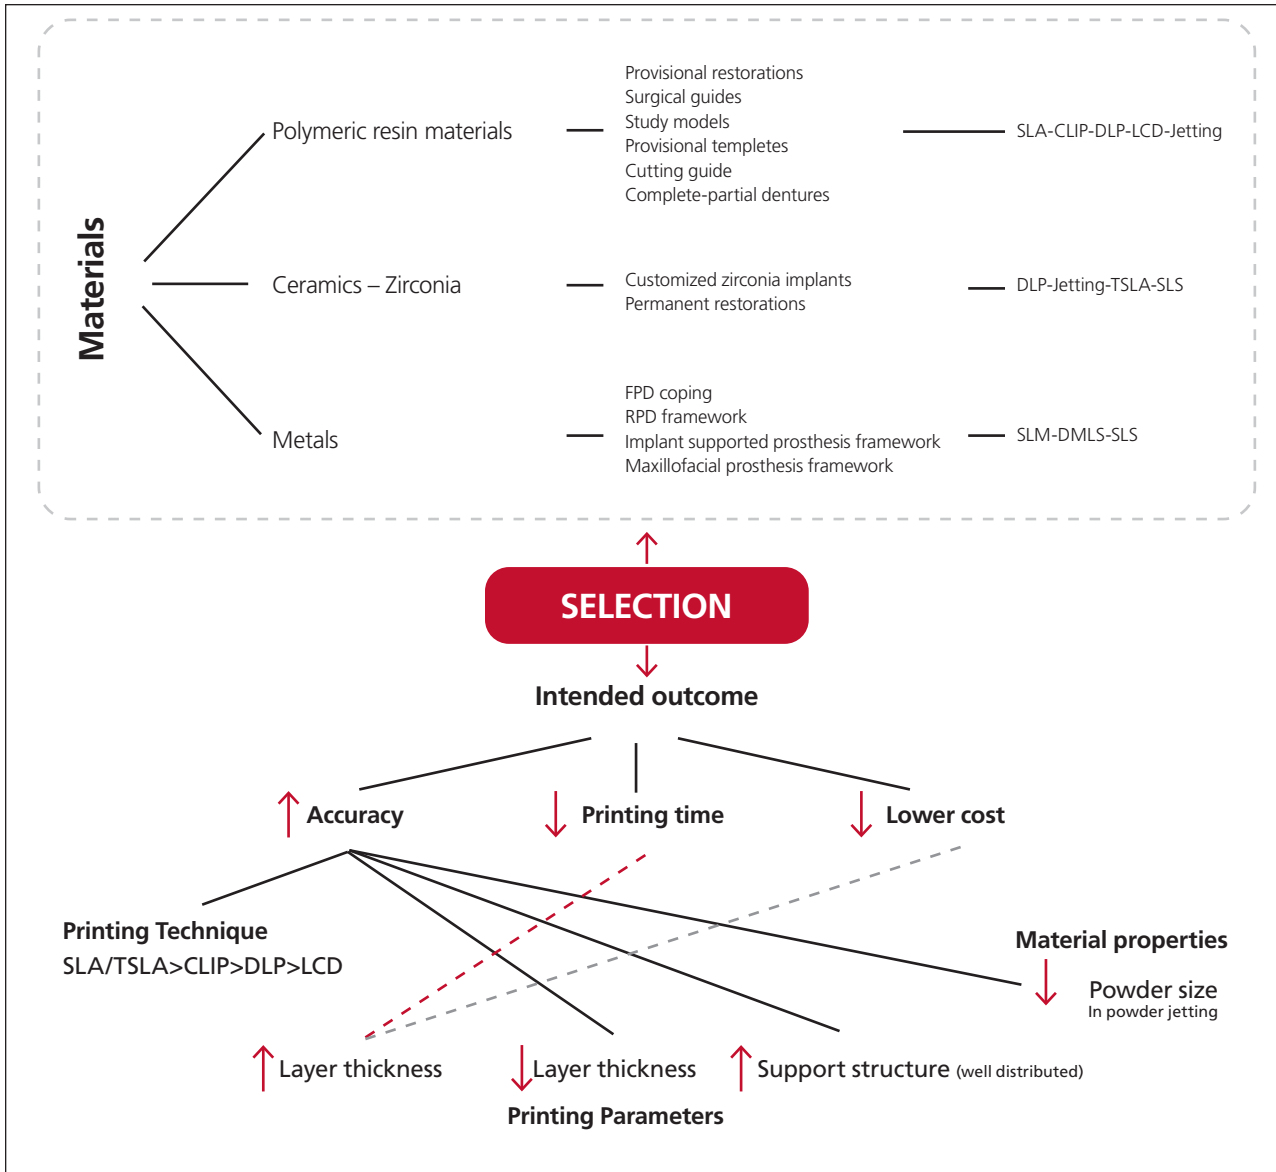 Materials
Polymeric resin materials
Provisional restorations
Surgical guides
Study models
Provisional templetes
Cutting guide
Complete-partial dentures
SLA-CLIP-DLP-LCD-Jetting
Ceramics – Zirconia
Customized zirconia implants
Permanent restorations
DLP-Jetting-TSLA-SLS
Metals
FPD coping
RPD framework
Implant supported prosthesis framework
Maxillofacial prosthesis framework
SLM-DMLS-SLS
SELECTION
Intended outcome
Accuracy
Printing time
Lower cost
Printing Technique
SLA/TSLA>CLIP>DLP>LCD
Material properties
Powder size
In powder jetting
Layer thickness
Layer thickness
Support structure (well distributed)
Printing Parameters